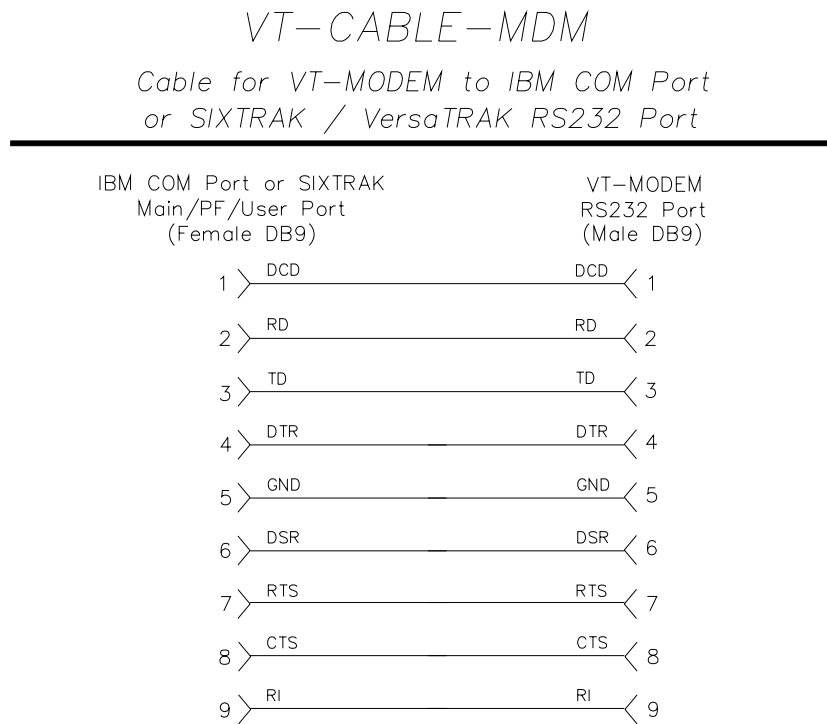 VT-CABLE-MDM
Cable for VT-MODEM to IBM COM Port
or SIXTRAK / VersaTRAK RS232 Port
IBM COM Port or SIXTRAK
Main/PF/User Port
(Female DB9)
VT-MODEM
RS232 Port
(Male DB9)
1 DCD DCD 1
2 RD RD 2
3 TD TD 3
4 DTR DTR 4
5 GND GND 5
6 DSR DSR 6
7 RTS RTS 7
8 CTS CTS 8
9 RI RI 9